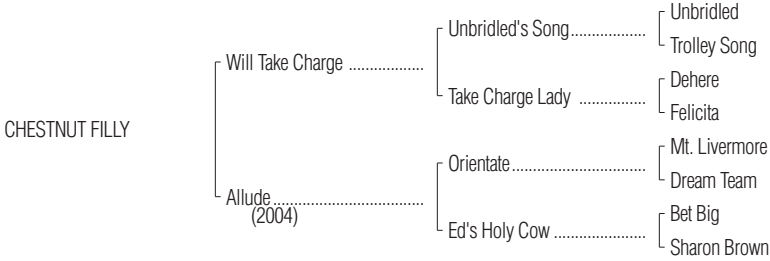 Unbridled
Unbridled's Song..................
Trolley Song
Will Take Charge ..................
Dehere
Take Charge Lady ................
Felicita
CHESTNUT FILLY
Mt. Livermore
Orientate................................
Dream Team
Allude....................................
(2004)
Bet Big
Ed's Holy Cow ......................
Sharon Brown